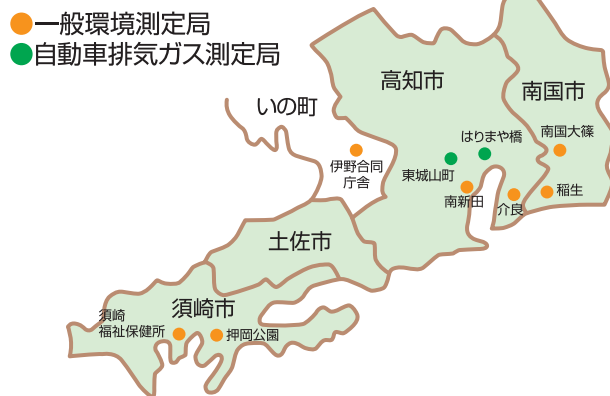 一般環境測定局
自動車排気ガス測定局
高知市
南国市
いの町
はりまや橋
南国大篠
伊野合同
庁舎
東城山町
南新田
介良
稲生
土佐市
須崎市
須崎
福祉保健所
押岡公園